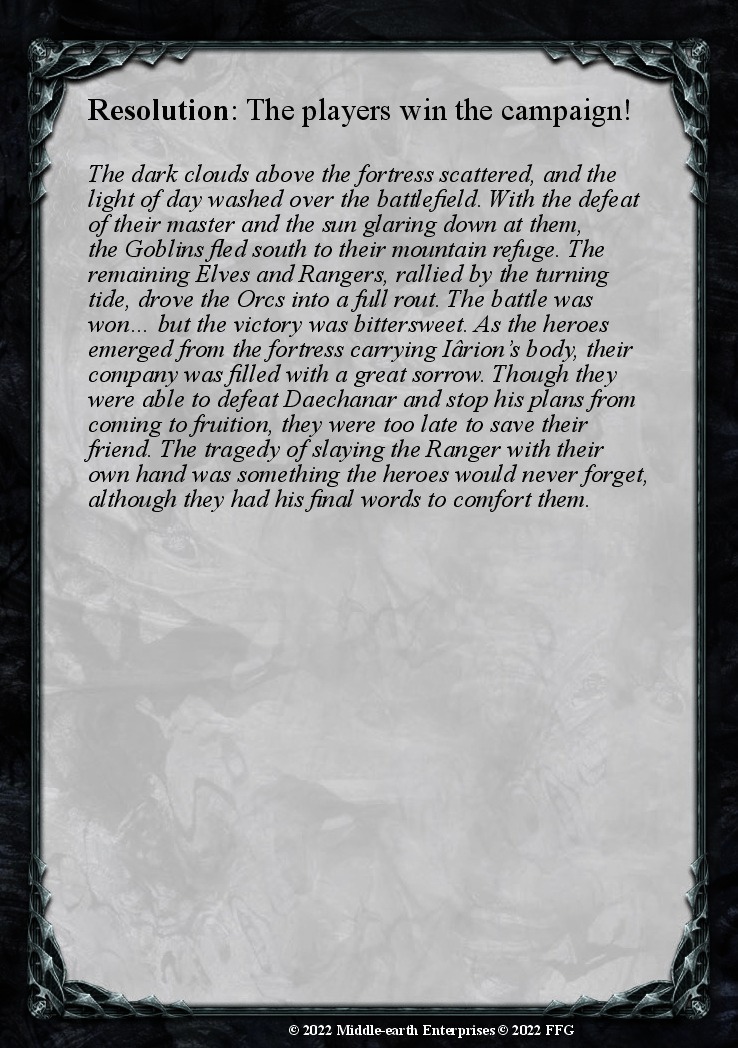 Resolution: The players win the campaign!
The dark clouds above the fortress scattered, and the
light of day washed over the battlefield. With the defeat
of their master and the sun glaring down at them,
the Goblins fled south to their mountain refuge. The
remaining Elves and Rangers, rallied by the turning
tide, drove the Orcs into a full rout. The battle was
won... but the victory was bittersweet. As the heroes
emerged from the fortress carrying Iârion’s body, their
company was filled with a great sorrow. Though they
were able to defeat Daechanar and stop his plans from
coming to fruition, they were too late to save their
friend. The tragedy of slaying the Ranger with their
own hand was something the heroes would never forget,
although they had his final words to comfort them.
© 2022 Middle-earth Enterprises © 2022 FFG